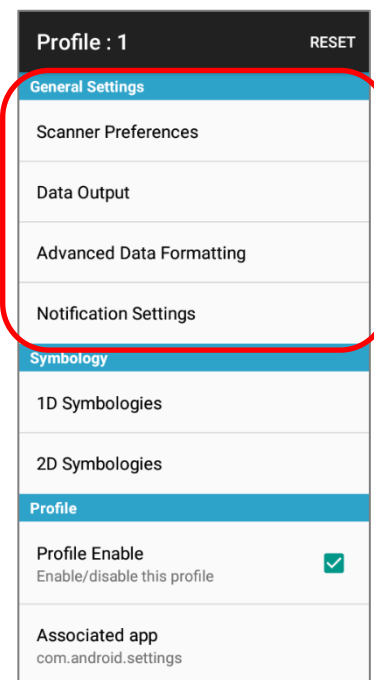 Profile : 1 RESET
General Settings
Scanner Preferences
Data Output
Advanced Data Formatting
Notification Settings
Symbology
1D Symbologies
2D Symbologies
Profile
Profile Enable
Enable/disable this profile
Associated app
com.android.settings